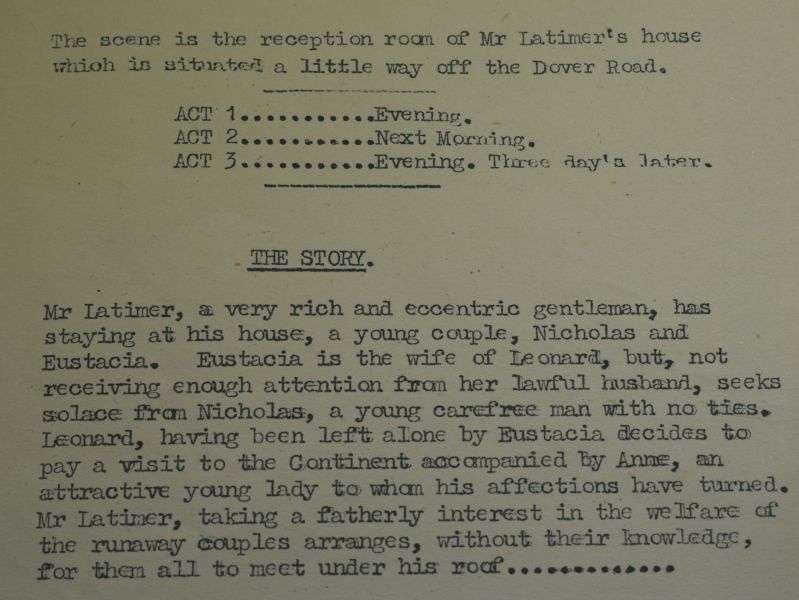 The scene is the reception room of Mr Latimer's house
which is situated a little way off the Dover Road.
ACT 1............Evening.
ACT 2............Next Morning.
ACT 3............Evening. Three day's later.
THE STORY.
Mr Latimer, a very rich and eccentric gentleman, has
staying at his house, a young couple, Nicholas and
Eustacia. Eustacia is the wife of Leonard, but, not
receiving enough attention from her lawful husband, seeks
solace from Nicholas, a young carefree man with no ties.
Leonard, having been left alone by Eustacia decides to
pay a visit to the Continent accompanied by Anne, an
attractive young lady to whom his affections have turned.
Mr Latimer, taking a fatherly interest in the welfare of
the runaway couples arranges, without their knowledge,
for them all to meet under his roof.............